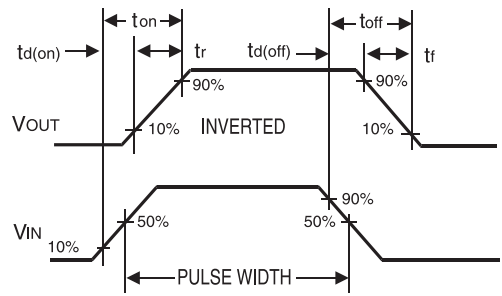 ton
toff
td(on)
tr
td(off)
tf
90%
90%
VOUT
10%
INVERTED
10%
90%
50%
50%
VIN
10%
PULSE WIDTH